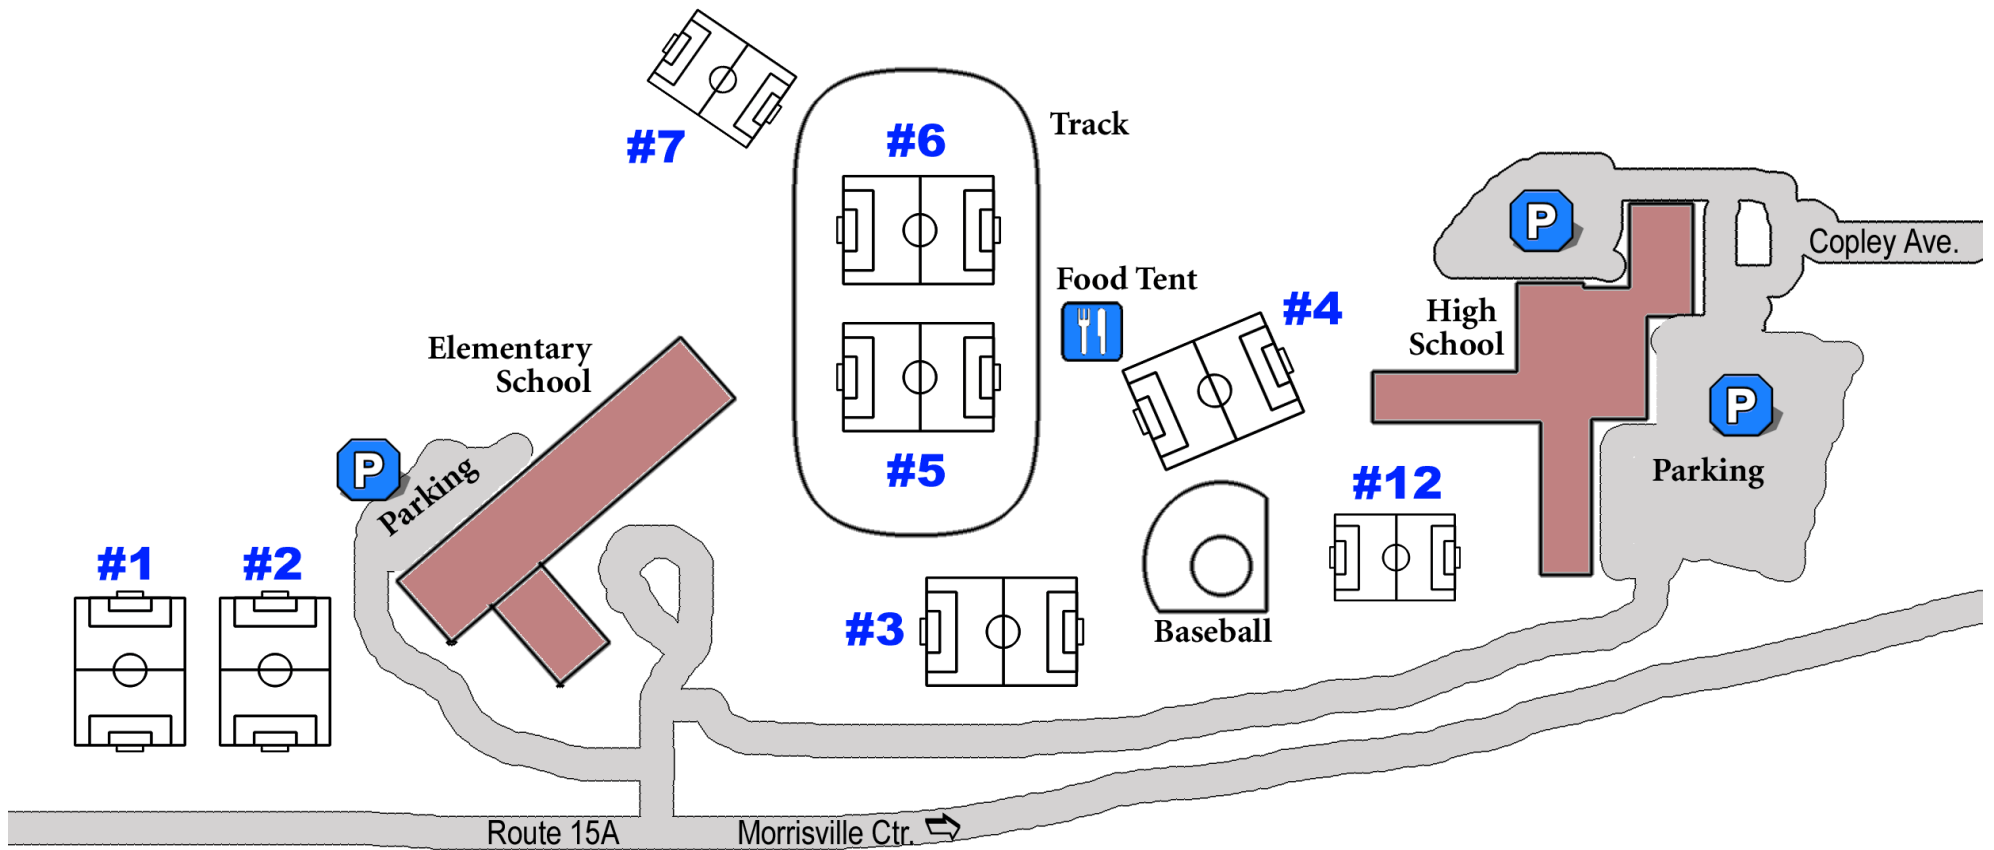 #7
#6
Track
P
Copley Ave.
Food Tent
#4
High
School
Elementary
School
P
#5
Parking
P
Parking
#12
#1
#2
#3
Baseball
Route 15A
Morrisville Ctr.